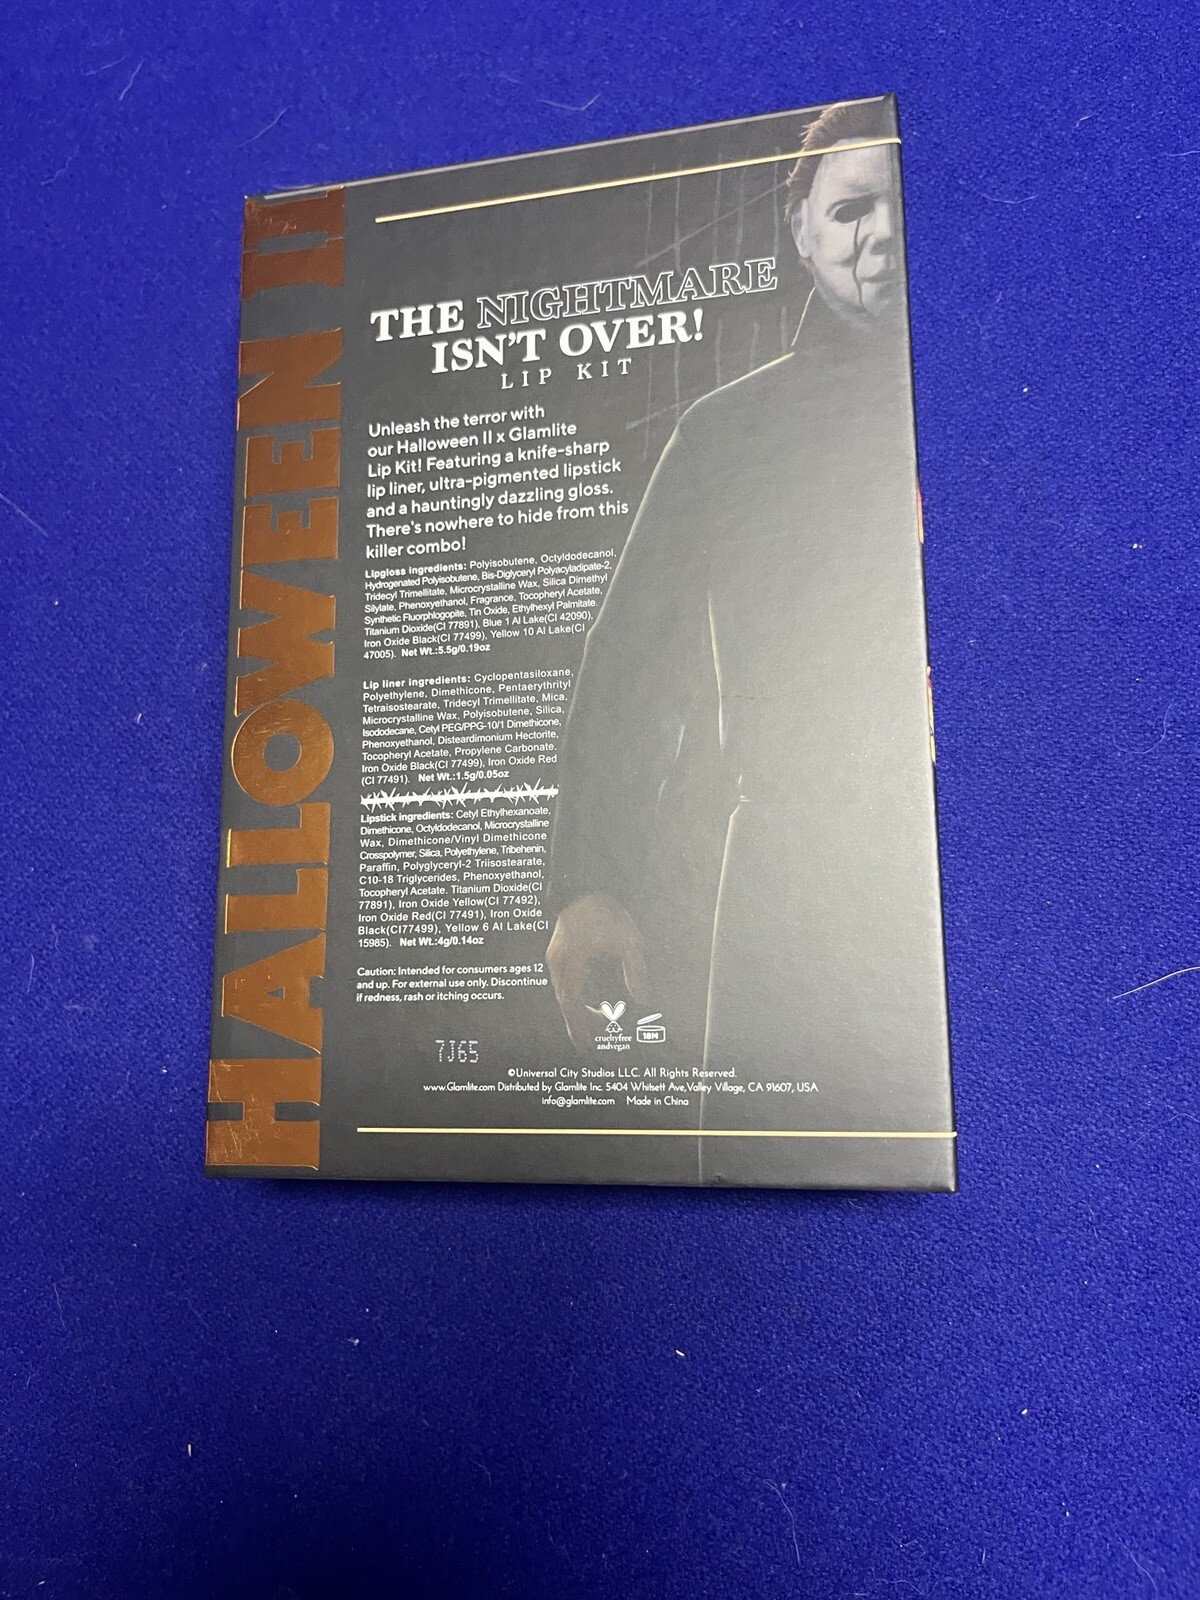 HALLOWEEN II
THE NIGHTMARE
ISN'T OVER!
LIP KIT
Unleash the terror with
our Halloween II x Glamlite
Lip Kit! Featuring a knife-sharp
lip liner, ultra-pigmented lipstick
and a hauntingly dazzling gloss.
There's nowhere to hide from this
killer combo!
Lipgloss ingredients: Polyisobutene, Octyldodecanol,
Hydrogenated Polyisobutene, Bis-Diglyceryl Polyacyladipate-2,
Tridecyl Trimellitate, Microcrystalline Wax, Silica Dimethyl
Silylate, Phenoxyethanol, Fragrance, Tocopheryl Acetate,
Synthetic Fluorphlogopite, Tin Oxide, Ethylhexyl Palmitate.
Titanium Dioxide(CI 77891), Blue 1 Al Lake(CI 42090),
Iron Oxide Black(CI 77499), Yellow 10 Al Lake(CI
47005). Net Wt.:5.5g/0.19oz
Lip liner ingredients: Cyclopentasiloxane,
Polyethylene, Dimethicone, Pentaerythrityl
Tetraisostearate, Tridecyl Trimellitate, Mica,
Microcrystalline Wax, Polyisobutene, Silica,
Isododecane, Cetyl PEG/PPG-10/1 Dimethicone,
Phenoxyethanol, Disteardimonium Hectorite,
Tocopheryl Acetate, Propylene Carbonate.
Iron Oxide Black(CI 77499), Iron Oxide Red
(CI 77491). Net Wt.:1.5g/0.05oz
Lipstick ingredients: Cetyl Ethylhexanoate,
Dimethicone, Octyldodecanol, Microcrystalline
Wax, Dimethicone/Vinyl Dimethicone
Crosspolymer, Silica, Polyethylene, Tribehenin,
Paraffin, Polyglyceryl-2 Triisostearate,
C10-18 Triglycerides, Phenoxyethanol,
Tocopheryl Acetate. Titanium Dioxide(CI
77891), Iron Oxide Yellow(CI 77492),
Iron Oxide Red(CI 77491), Iron Oxide
Black(CI77499), Yellow 6 Al Lake(CI
15985). Net Wt.:4g/0.14oz
Caution: Intended for consumers ages 12
and up. For external use only. Discontinue
if redness, rash or itching occurs.
crueltyfree
andvegan
18M
7J65
©Universal City Studios LLC. All Rights Reserved.
www.Glamlite.com Distributed by Glamlite Inc. 5404 Whitsett Ave,Valley Village, CA 91607, USA
info@glamlite.com Made in China